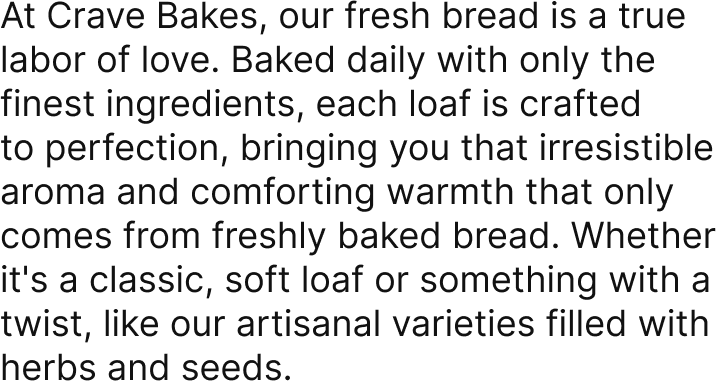 At Crave Bakes, our fresh bread is a true
labor of love. Baked daily with only the
finest ingredients, each loaf is crafted
to perfection, bringing you that irresistible
aroma and comforting warmth that only
comes from freshly baked bread. Whether
it's a classic, soft loaf or something with a
twist, like our artisanal varieties filled with
herbs and seeds.